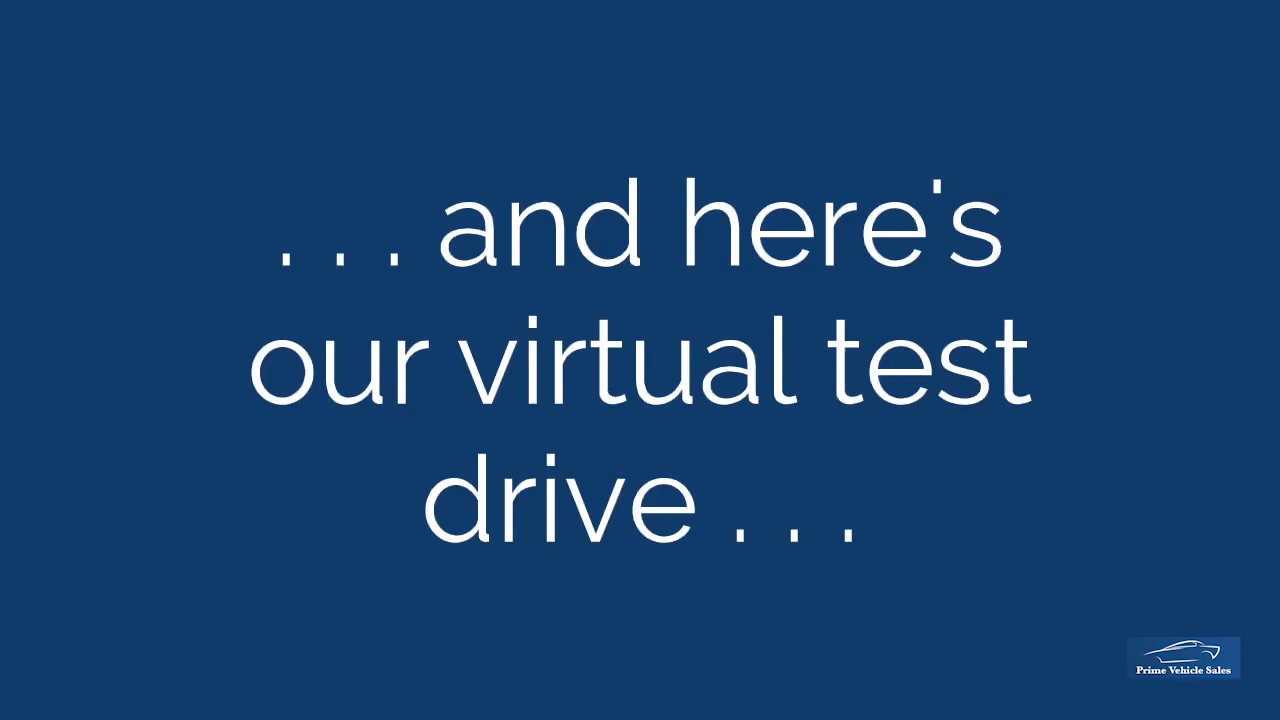 . . . and here's
our virtual test
drive . . .
Prime Vehicle Sales